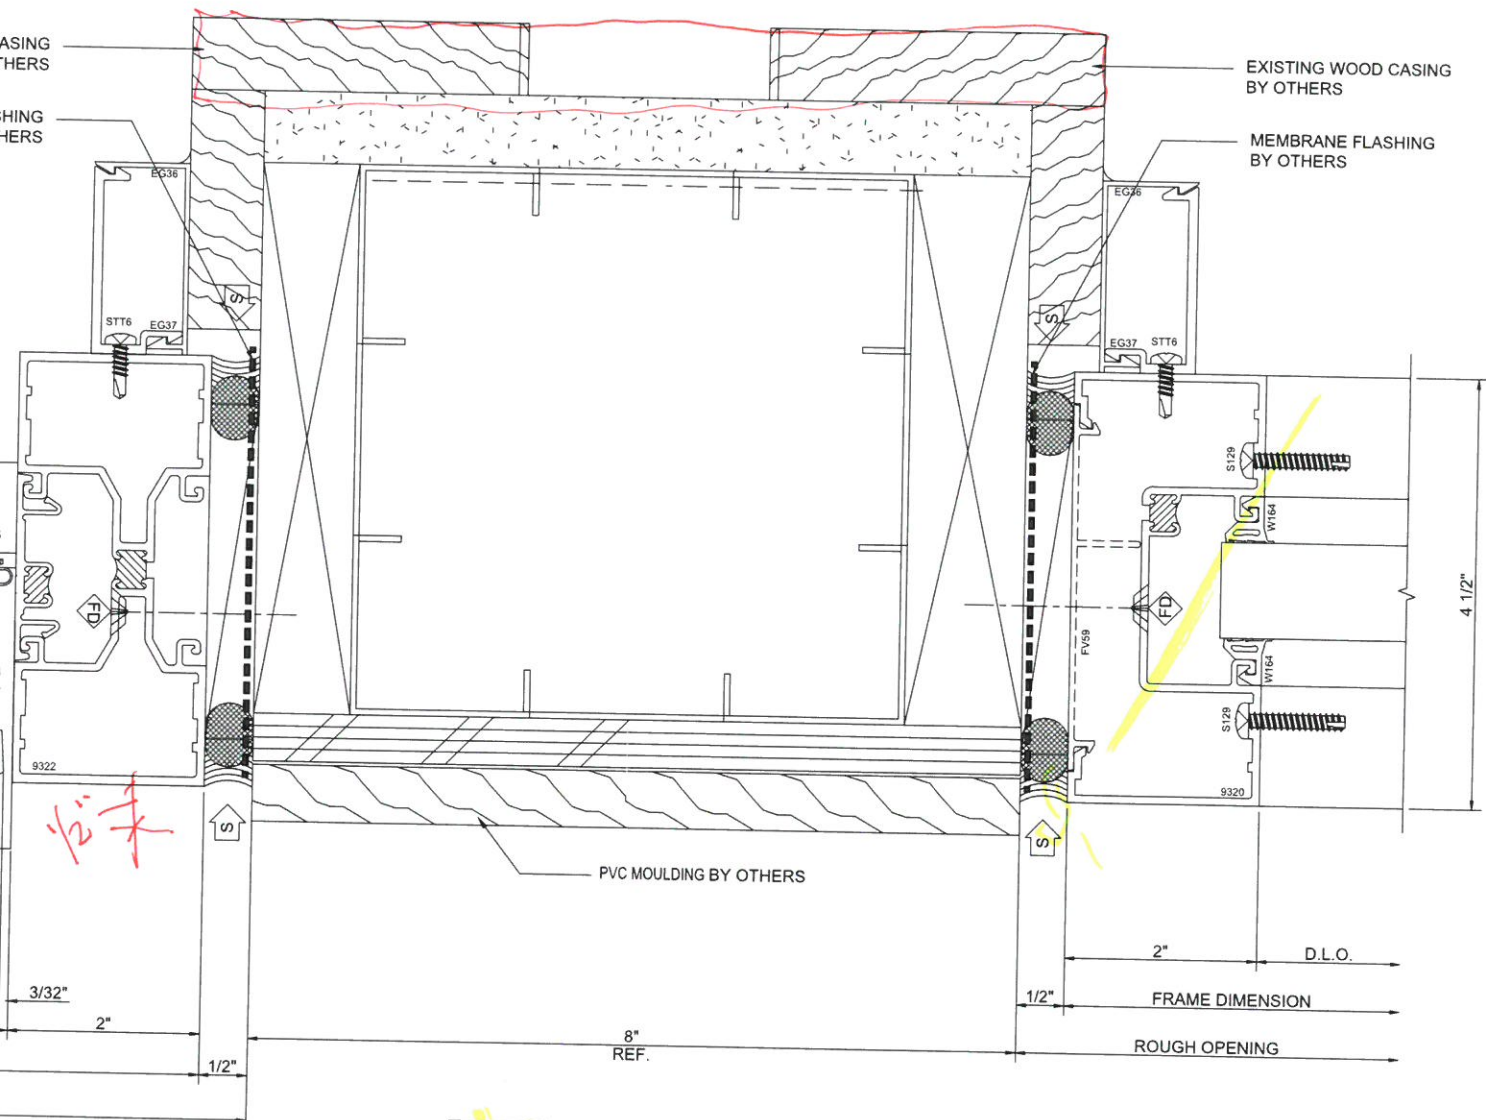 ASING
THERS
SHING
HERS
EXISTING WOOD CASING
BY OTHERS
MEMBRANE FLASHING
BY OTHERS
EG36
EG36
S
S
STT6
EG37
EG37
STT6
S129
W164
4 1/2"
FD
FD
FV59
W164
S129
9322
9320
1/2"
S
S
PVC MOULDING BY OTHERS
2"
D.L.O.
3/32"
1/2"
FRAME DIMENSION
2"
8"
REF.
ROUGH OPENING
1/2"